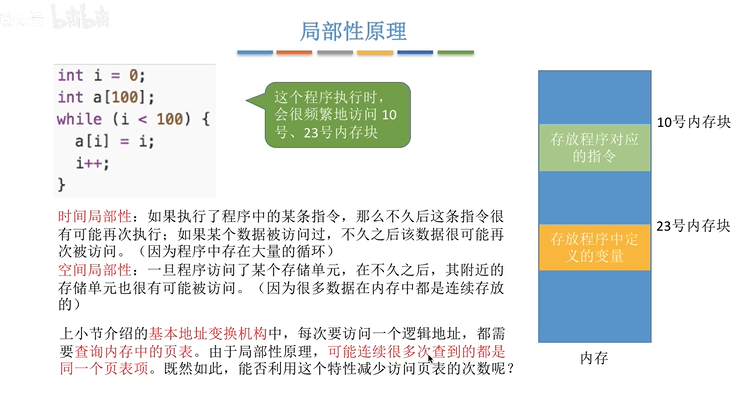 bilibili
局部性原理
int i = 0;
int a[100];
while (i < 100) {
a[i] = i;
i++;
}
这个程序执行时，
会很频繁地访问 10
号、23号内存块
10号内存块
存放程序对应
的指令
23号内存块
存放程序中定
义的变量
内存
时间局部性：如果执行了程序中的某条指令，那么不久后这条指令很
有可能再次执行；如果某个数据被访问过，不久之后该数据很可能再
次被访问。（因为程序中存在大量的循环）
空间局部性：一旦程序访问了某个存储单元，在不久之后，其附近的
存储单元也很有可能被访问。（因为很多数据在内存中都是连续存放
的）
上小节介绍的基本地址变换机构中，每次要访问一个逻辑地址，都需
要查询内存中的页表。由于局部性原理，可能连续很多次查到的都是
同一个页表项。既然如此，能否利用这个特性减少访问页表的次数呢？